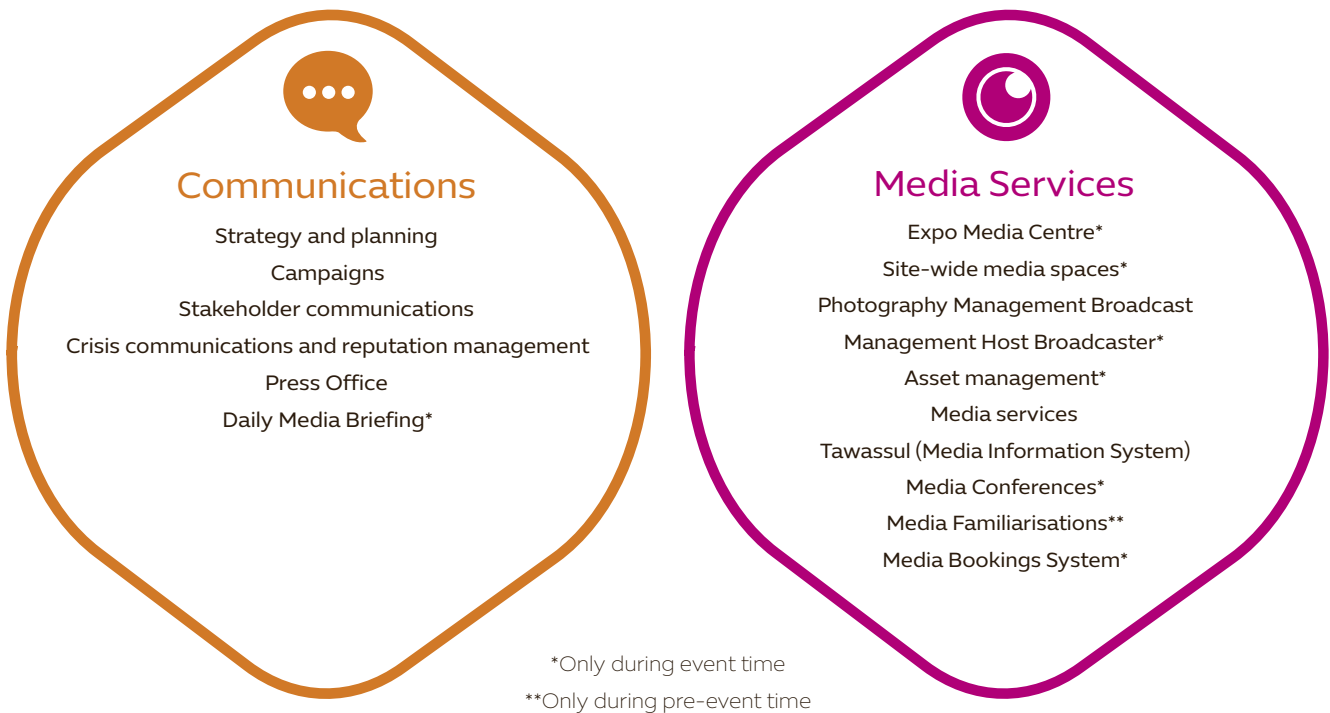 Communications
Strategy and planning
Campaigns
Stakeholder communications
Crisis communications and reputation management
Press Office
Daily Media Briefing*
Media Services
Expo Media Centre*
Site-wide media spaces*
Photography Management Broadcast
Management Host Broadcaster*
Asset management*
Media services
Tawassul (Media Information System)
Media Conferences*
Media Familiarisations**
Media Bookings System*
*Only during event time
**Only during pre-event time